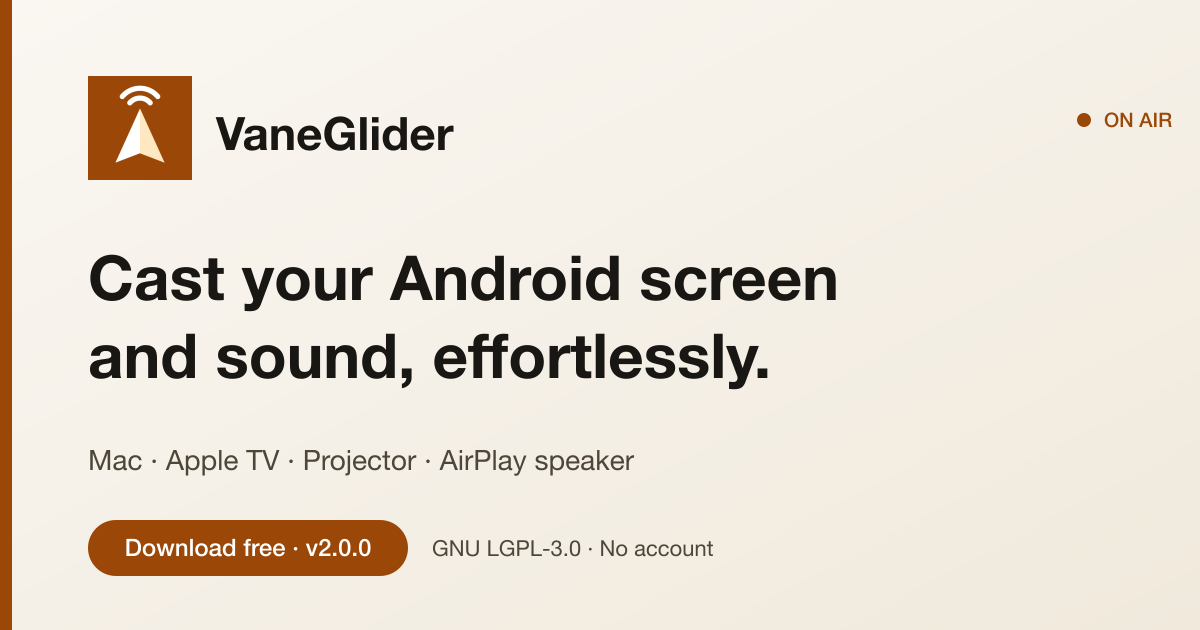 VaneGlider
ON AIR
Cast your Android screen
and sound, effortlessly.
Mac · Apple TV · Projector · AirPlay speaker
Download free · v2.0.0
GNU LGPL-3.0 · No account